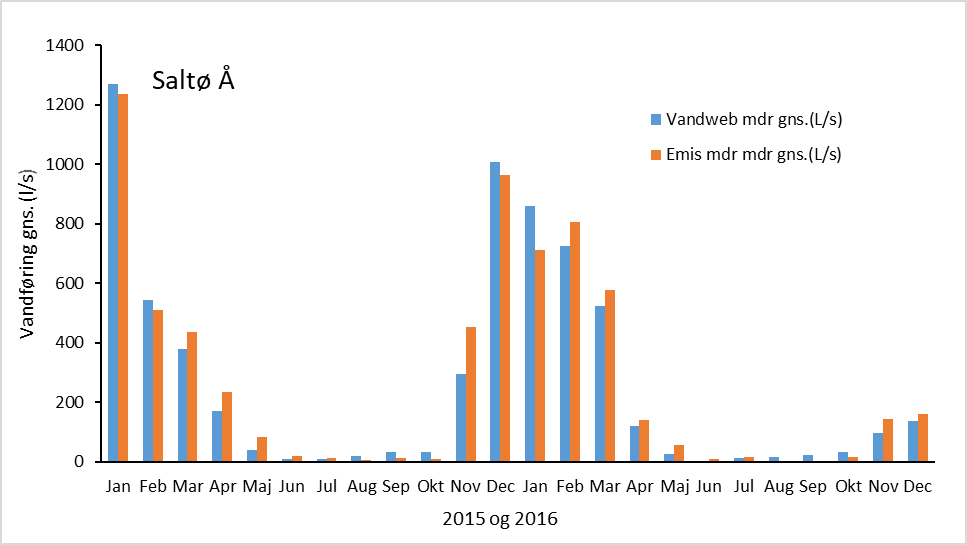 Saltø Å
Vandweb mdr gns.(L/s)
Emis mdr mdr gns.(L/s)
Vandføring gns. (l/s)
1400
1200
1000
800
600
400
200
0
Jan Feb Mar Apr Maj Jun Jul Aug Sep Okt Nov Dec Jan Feb Mar Apr Maj Jun Jul Aug Sep Okt Nov Dec
2015 og 2016